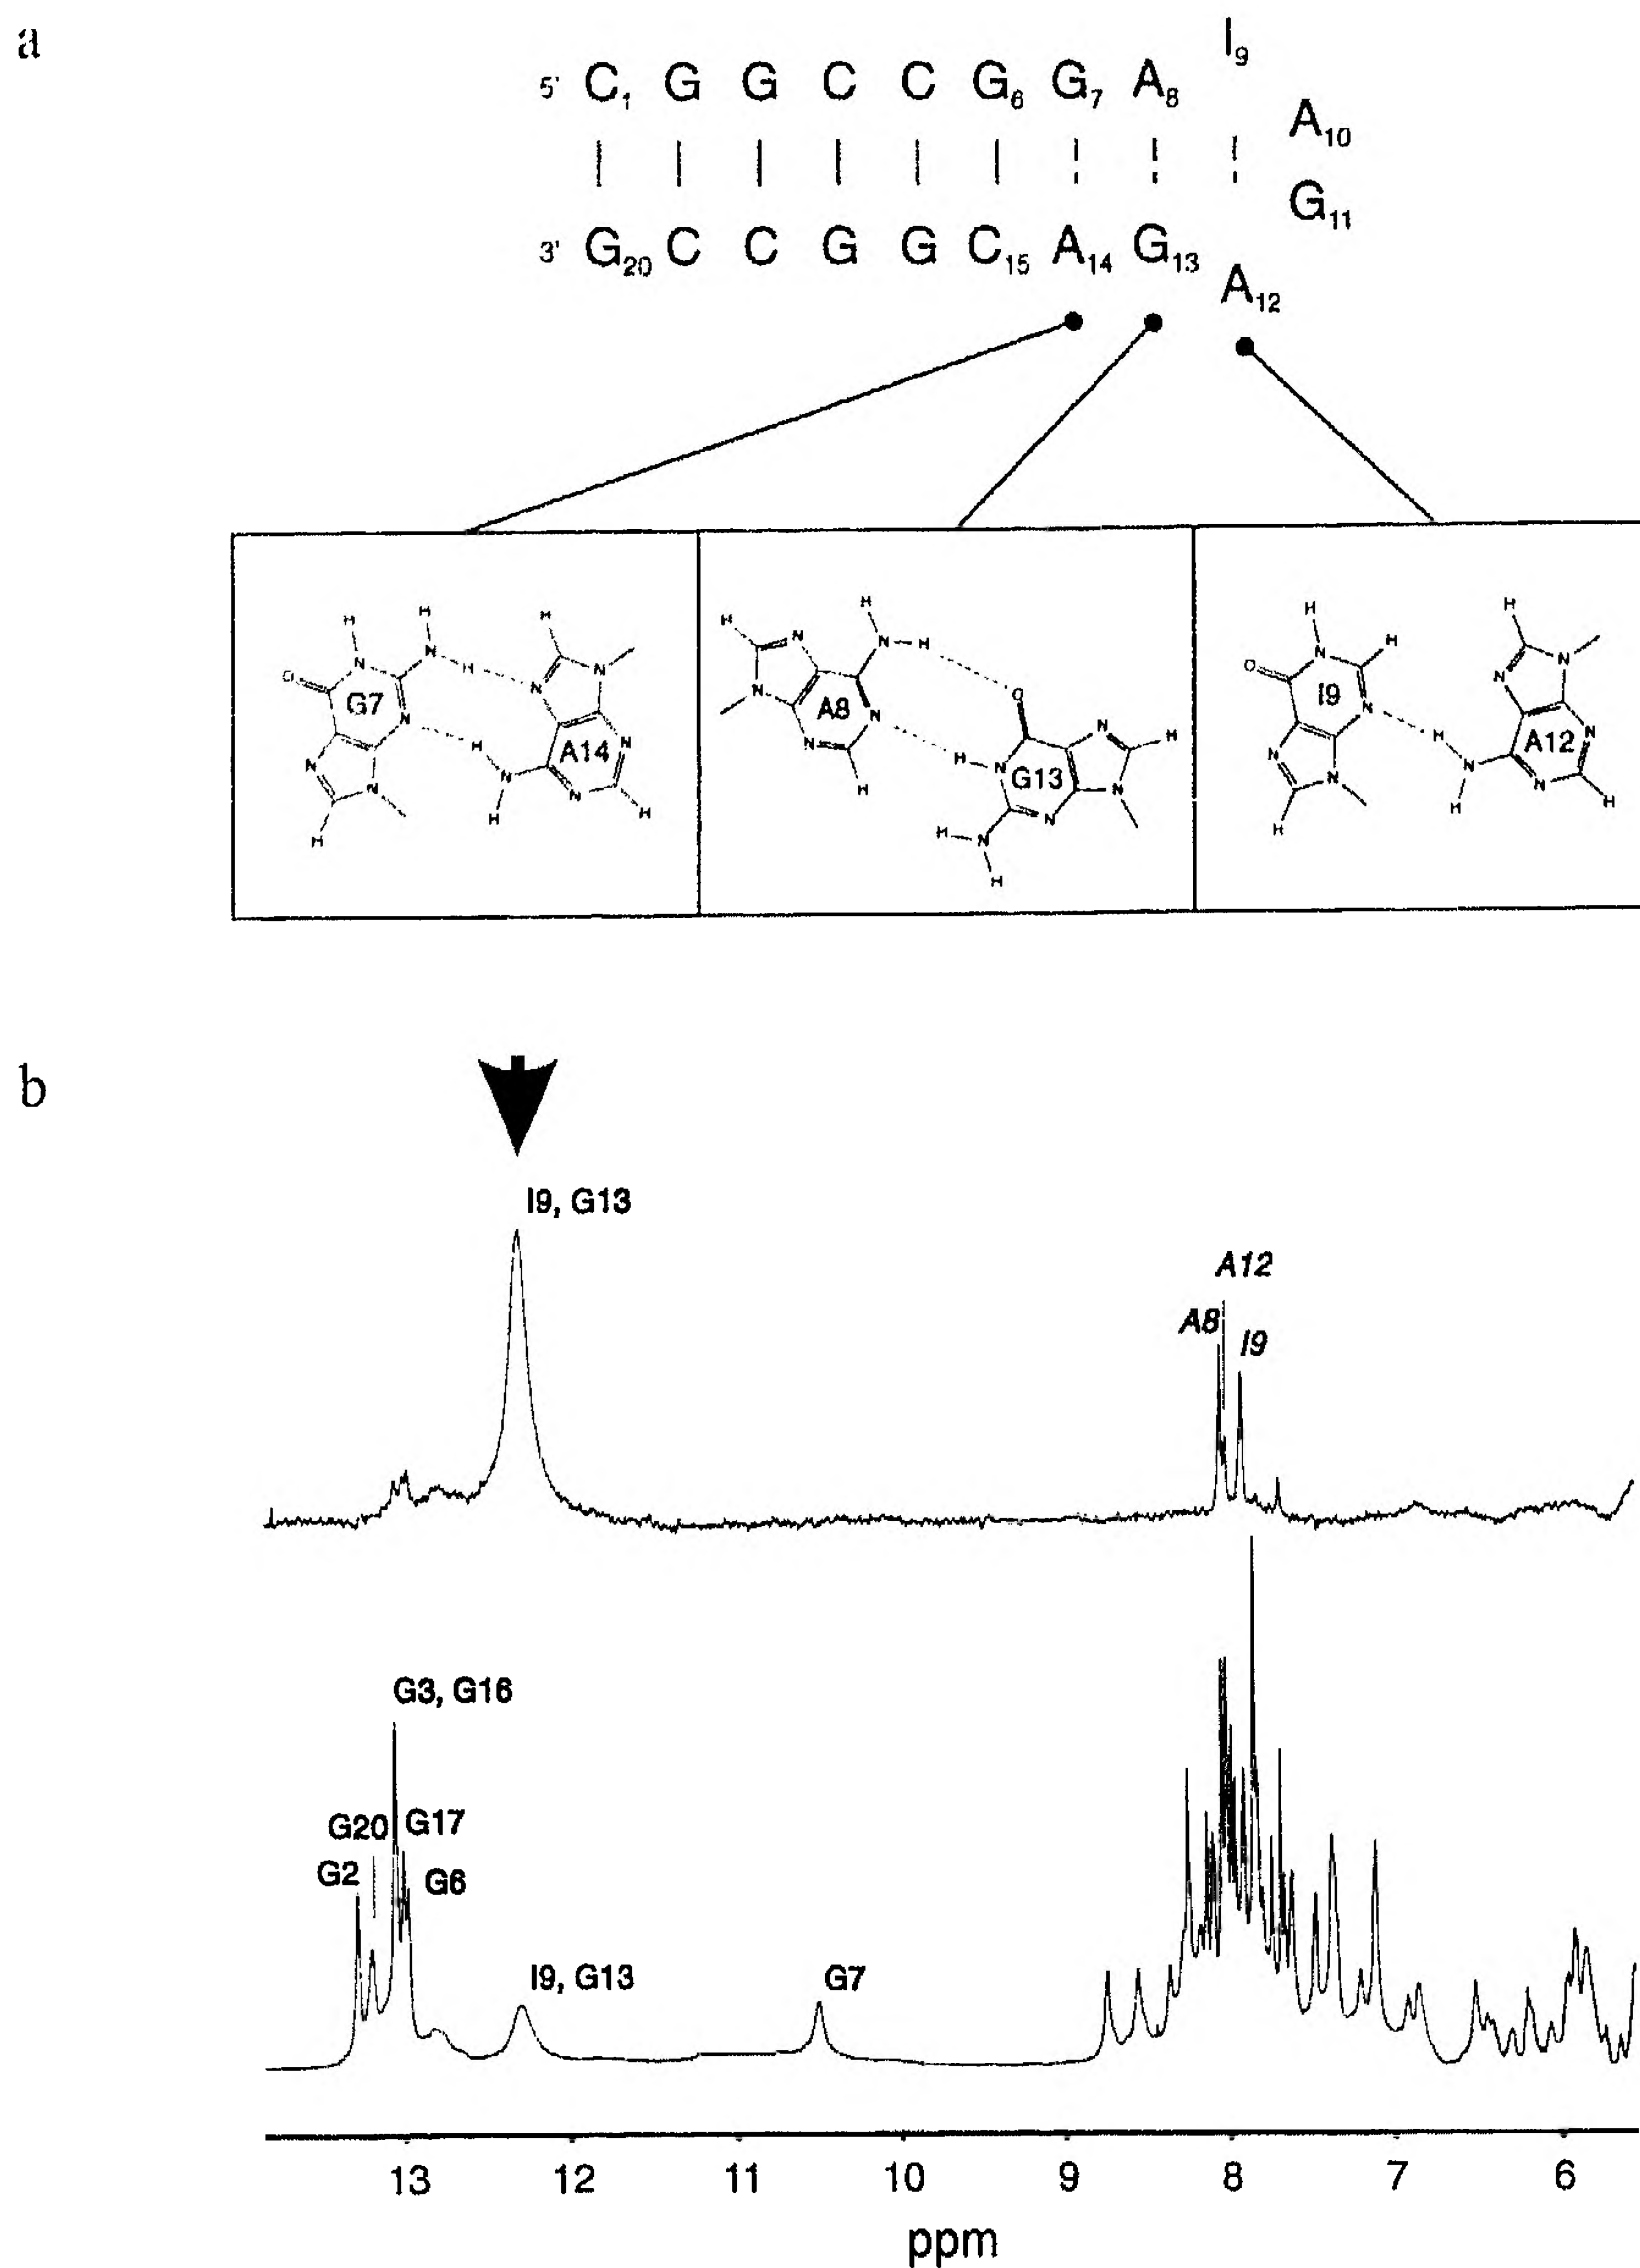 a
I9
5' C1 G G C C G6 G7 A8
A10
G11
3' G20 C C G G C15 A14 G13
A12
H H H
N N H N
O N
G7 N H A14 N
N N N N H
H H
H N H N H
N A8 N O
N H N N H
H G13 N
H N N
H
H H H
N H N
O I9 N H N
N N N A12 N
H H N H
b
I9, G13
A12
A8
I9
G3, G16
G20 G17
G2 G6
I9, G13 G7
13 12 11 10 9 8 7 6
ppm